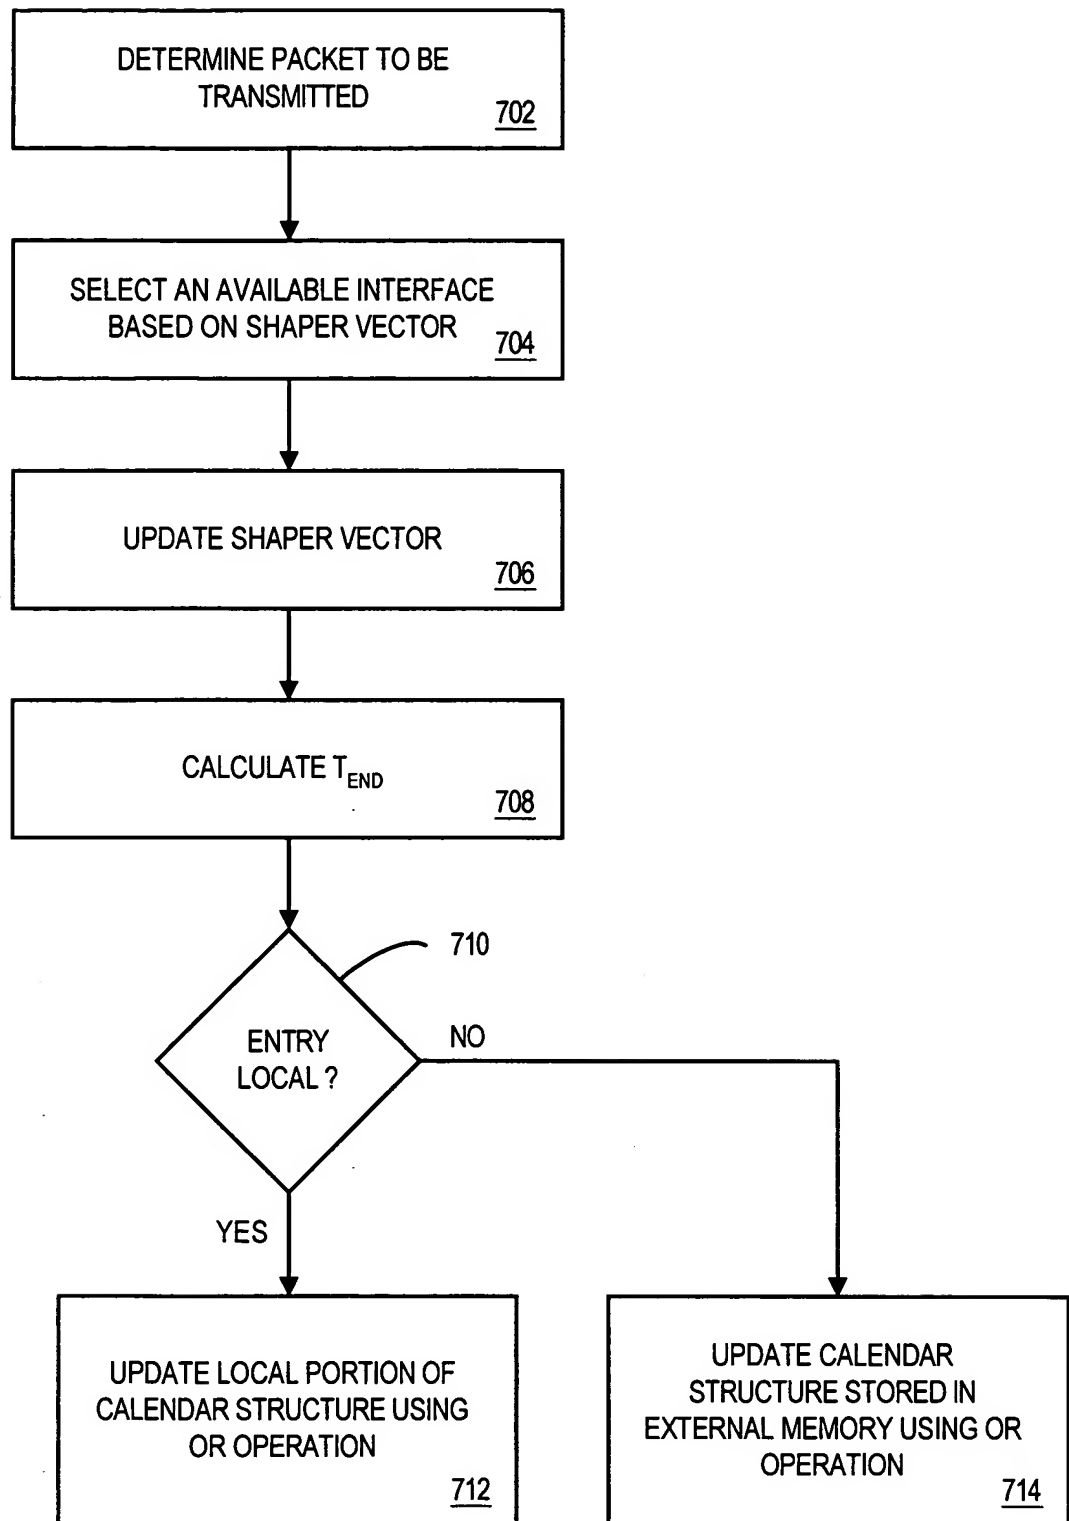 DETERMINE PACKET TO BE
TRANSMITTED
702
SELECT AN AVAILABLE INTERFACE
BASED ON SHAPER VECTOR
704
UPDATE SHAPER VECTOR
706
CALCULATE T_END
708
710
ENTRY
LOCAL ?
NO
YES
UPDATE LOCAL PORTION OF
CALENDAR STRUCTURE USING
OR OPERATION
712
UPDATE CALENDAR
STRUCTURE STORED IN
EXTERNAL MEMORY USING OR
OPERATION
714